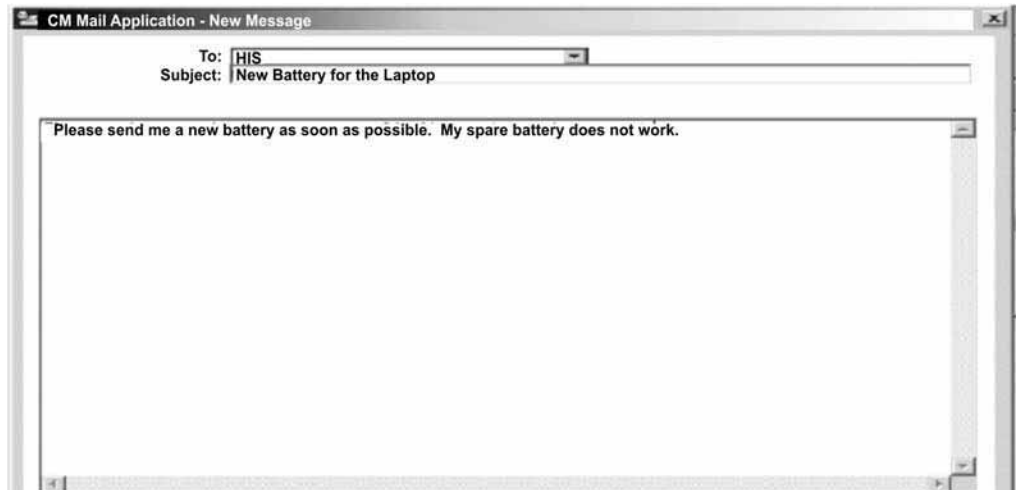 CM Mail Application - New Message
To: HIS
Subject: New Battery for the Laptop
Please send me a new battery as soon as possible. My spare battery does not work.